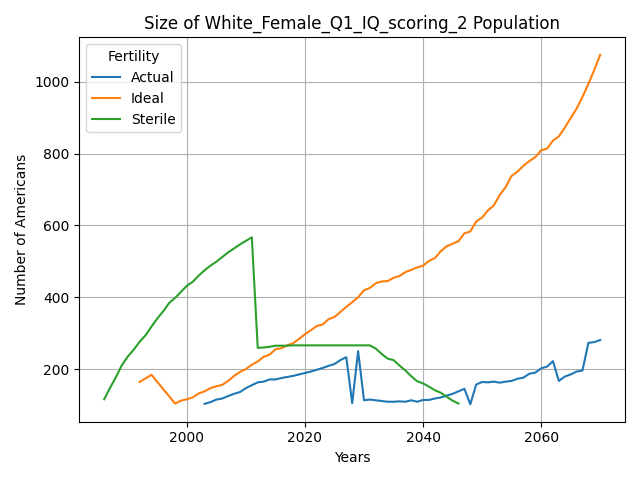 Size of White_Female_Q1_IQ_scoring_2 Population
Fertility
Actual
Ideal
Sterile
Number of Americans
1000
800
600
400
200
2000
2020
2040
2060
Years